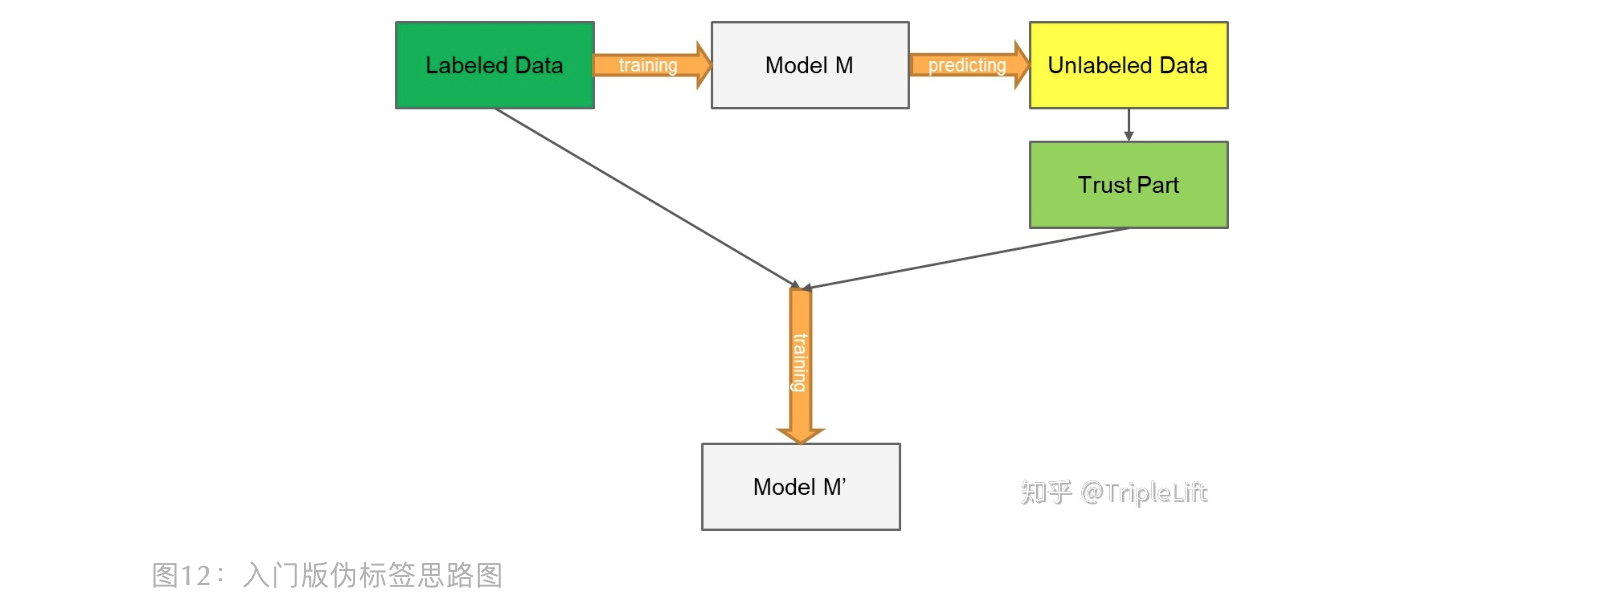 Labeled Data
training
Model M
predicting
Unlabeled Data
Trust Part
training
Model M’
知乎 @TripleLift
图12：入门版伪标签思路图